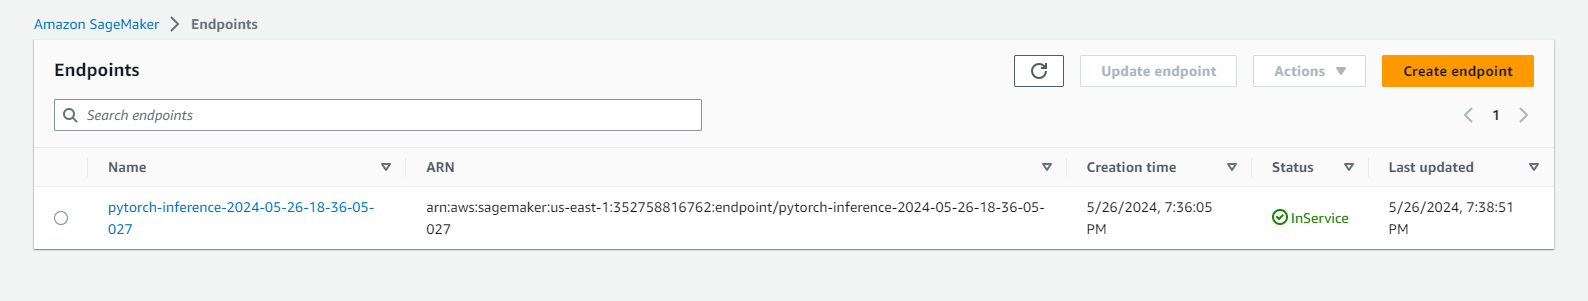 Amazon SageMaker > Endpoints
Endpoints
Update endpoint
Actions
Create endpoint
Search endpoints
1
Name
ARN
Creation time
Status
Last updated
pytorch-inference-2024-05-26-18-36-05-
027
arn:aws:sagemaker:us-east-1:352758816762:endpoint/pytorch-inference-2024-05-26-18-36-05-
027
5/26/2024, 7:36:05
PM
InService
5/26/2024, 7:38:51
PM